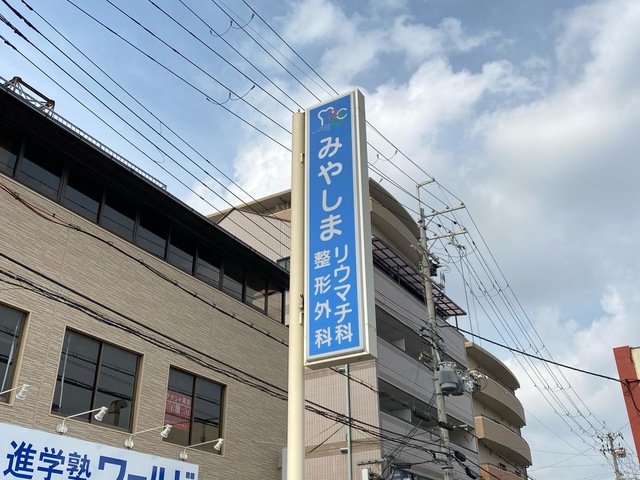 みやしま
リウマチ科
整形外科
進学塾ワールド